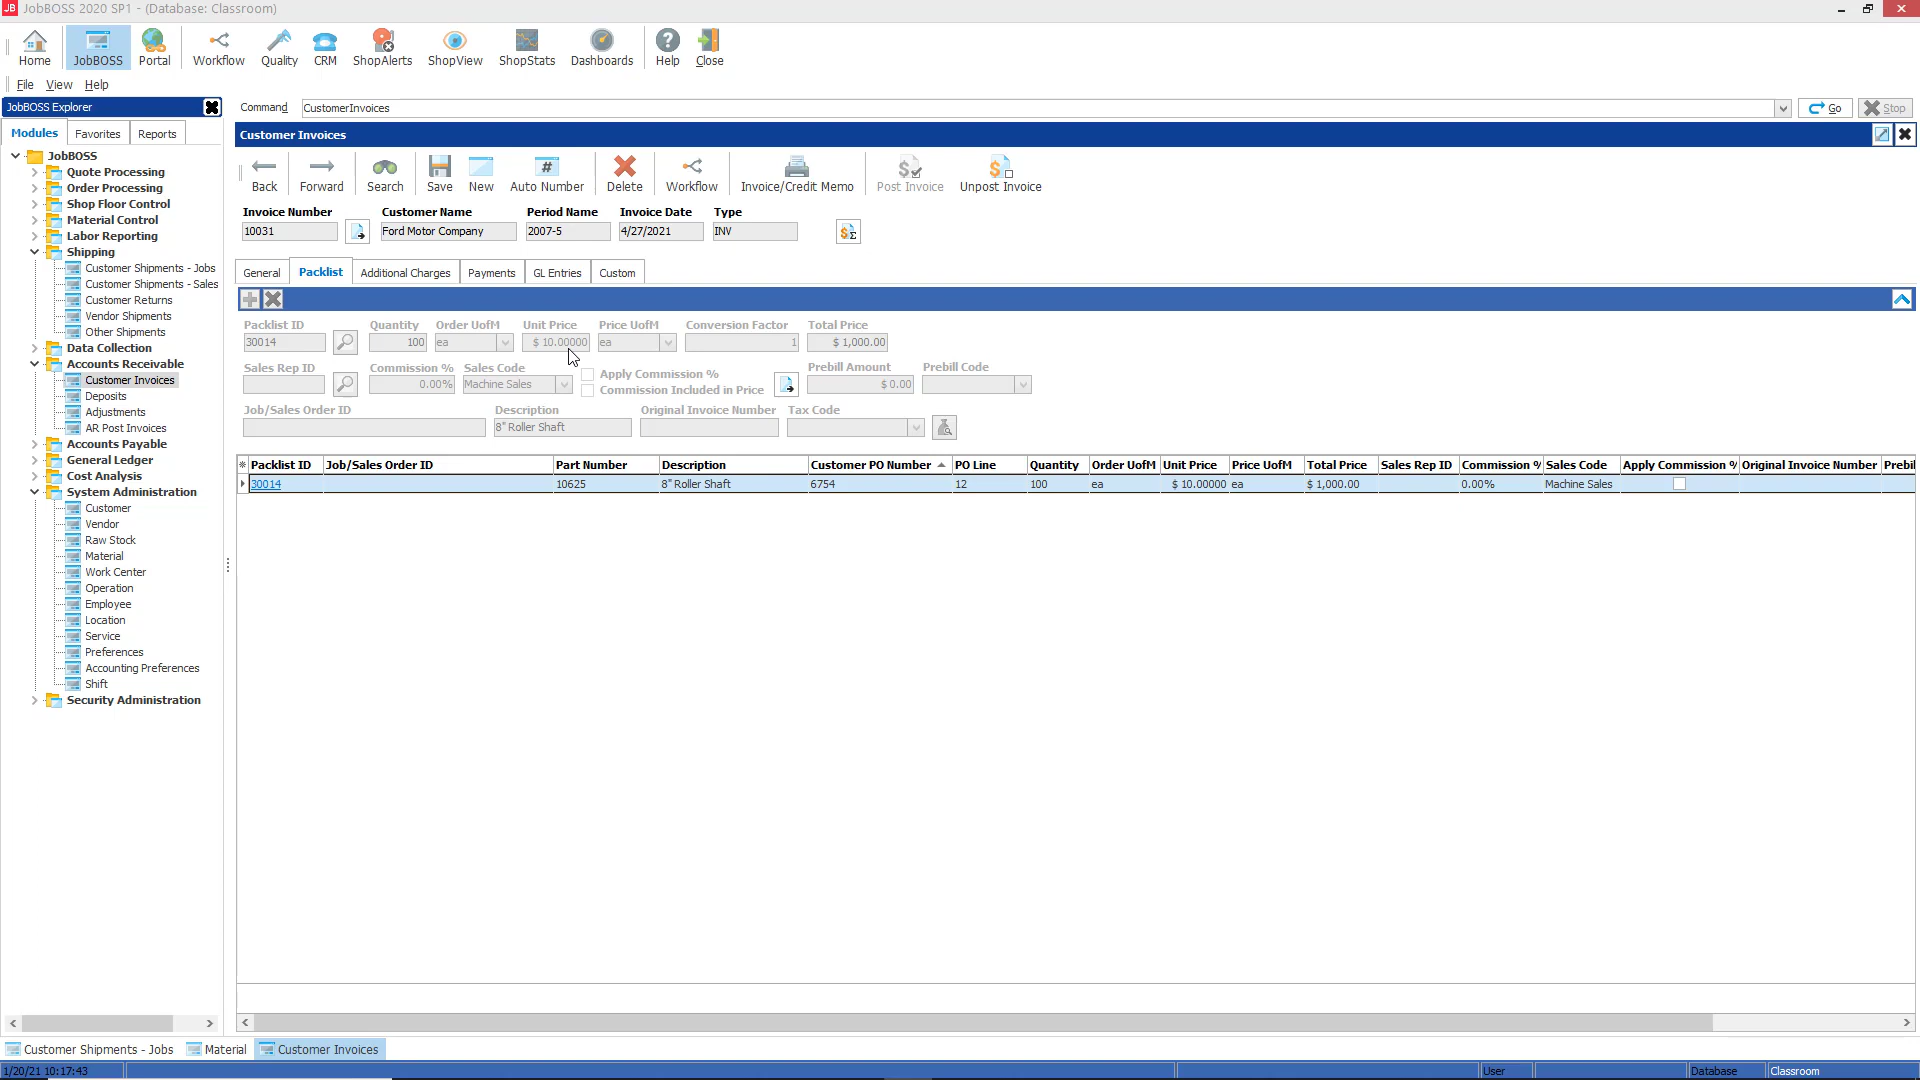 JB JobBOSS 2020 SP1 - (Database: Classroom)
Home JobBOSS Portal Workflow Quality CRM ShopAlerts ShopView ShopStats Dashboards Help Close
File View Help
JobBOSS Explorer
Command CustomerInvoices Go Stop
Modules Favorites Reports
Customer Invoices
JobBOSS
Quote Processing
Order Processing
Shop Floor Control
Material Control
Labor Reporting
Shipping
Customer Shipments - Jobs
Customer Shipments - Sales
Customer Returns
Vendor Shipments
Other Shipments
Data Collection
Accounts Receivable
Customer Invoices
Deposits
Adjustments
AR Post Invoices
Accounts Payable
General Ledger
Cost Analysis
System Administration
Customer
Vendor
Raw Stock
Material
Work Center
Operation
Employee
Location
Service
Preferences
Accounting Preferences
Shift
Security Administration
Back Forward Search Save New Auto Number Delete Workflow Invoice/Credit Memo Post Invoice Unpost Invoice
Invoice Number Customer Name Period Name Invoice Date Type
10031 Ford Motor Company 2007-5 4/27/2021 INV
General Packlist Additional Charges Payments GL Entries Custom
Packlist ID Quantity Order UofM Unit Price Price UofM Conversion Factor Total Price
30014 100 ea $ 10.00000 ea 1 $ 1,000.00
Sales Rep ID Commission % Sales Code Apply Commission % Prebill Amount Prebill Code
0.00% Machine Sales Commission Included in Price $ 0.00
Job/Sales Order ID Description Original Invoice Number Tax Code
8" Roller Shaft
Packlist ID Job/Sales Order ID Part Number Description Customer PO Number PO Line Quantity Order UofM Unit Price Price UofM Total Price Sales Rep ID Commission % Sales Code Apply Commission % Original Invoice Number Prebil
30014 10625 8" Roller Shaft 6754 12 100 ea $ 10.00000 ea $ 1,000.00 0.00% Machine Sales
Customer Shipments - Jobs Material Customer Invoices
1/20/21 10:17:43 User Database Classroom